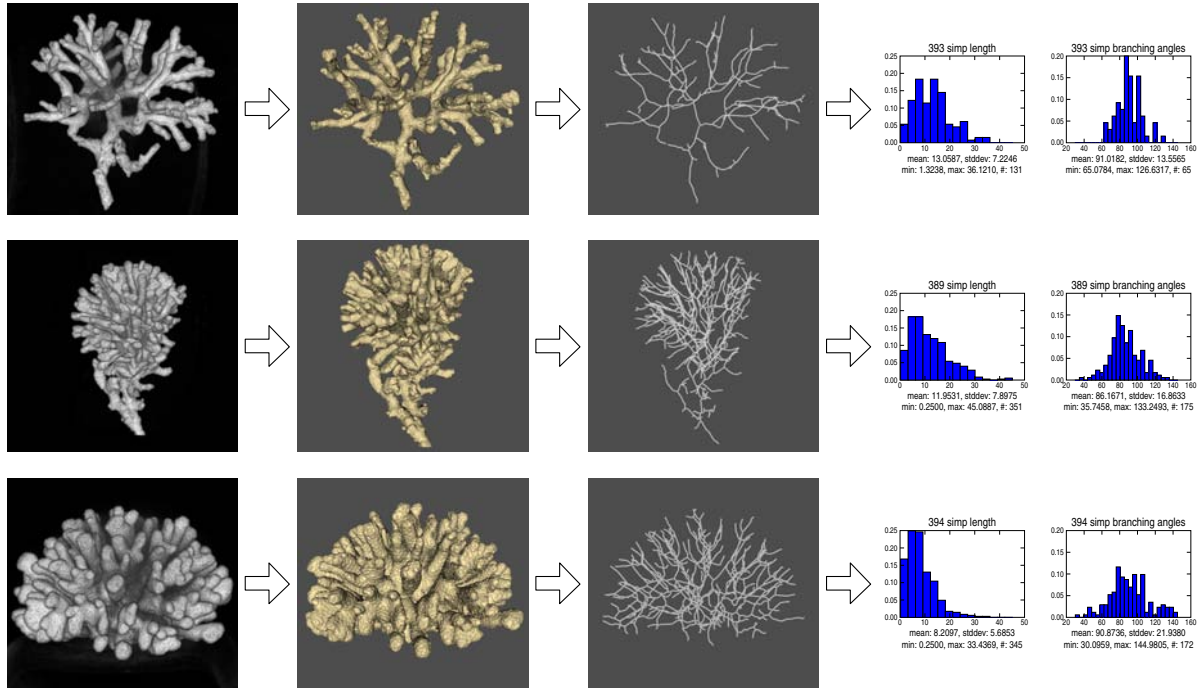 393 simp length
0.25
0.20
0.15
0.10
0.05
0.00
0 10 20 30 40 50
mean: 13.0587, stddev: 7.2246
min: 1.3238, max: 36.1210, #: 131
393 simp branching angles
0.20
0.15
0.10
0.05
0.00
20 40 60 80 100 120 140 160
mean: 91.0182, stddev: 13.5565
min: 65.0784, max: 126.6317, #: 65
389 simp length
0.25
0.20
0.15
0.10
0.05
0.00
0 10 20 30 40 50
mean: 11.9531, stddev: 7.8975
min: 0.2500, max: 45.0887, #: 351
389 simp branching angles
0.20
0.15
0.10
0.05
0.00
20 40 60 80 100 120 140 160
mean: 86.1671, stddev: 16.8633
min: 35.7458, max: 133.2493, #: 175
394 simp length
0.25
0.20
0.15
0.10
0.05
0.00
0 10 20 30 40 50
mean: 8.2097, stddev: 5.6853
min: 0.2500, max: 33.4369, #: 345
394 simp branching angles
0.20
0.15
0.10
0.05
0.00
20 40 60 80 100 120 140 160
mean: 90.8736, stddev: 21.9380
min: 30.0959, max: 144.9805, #: 172